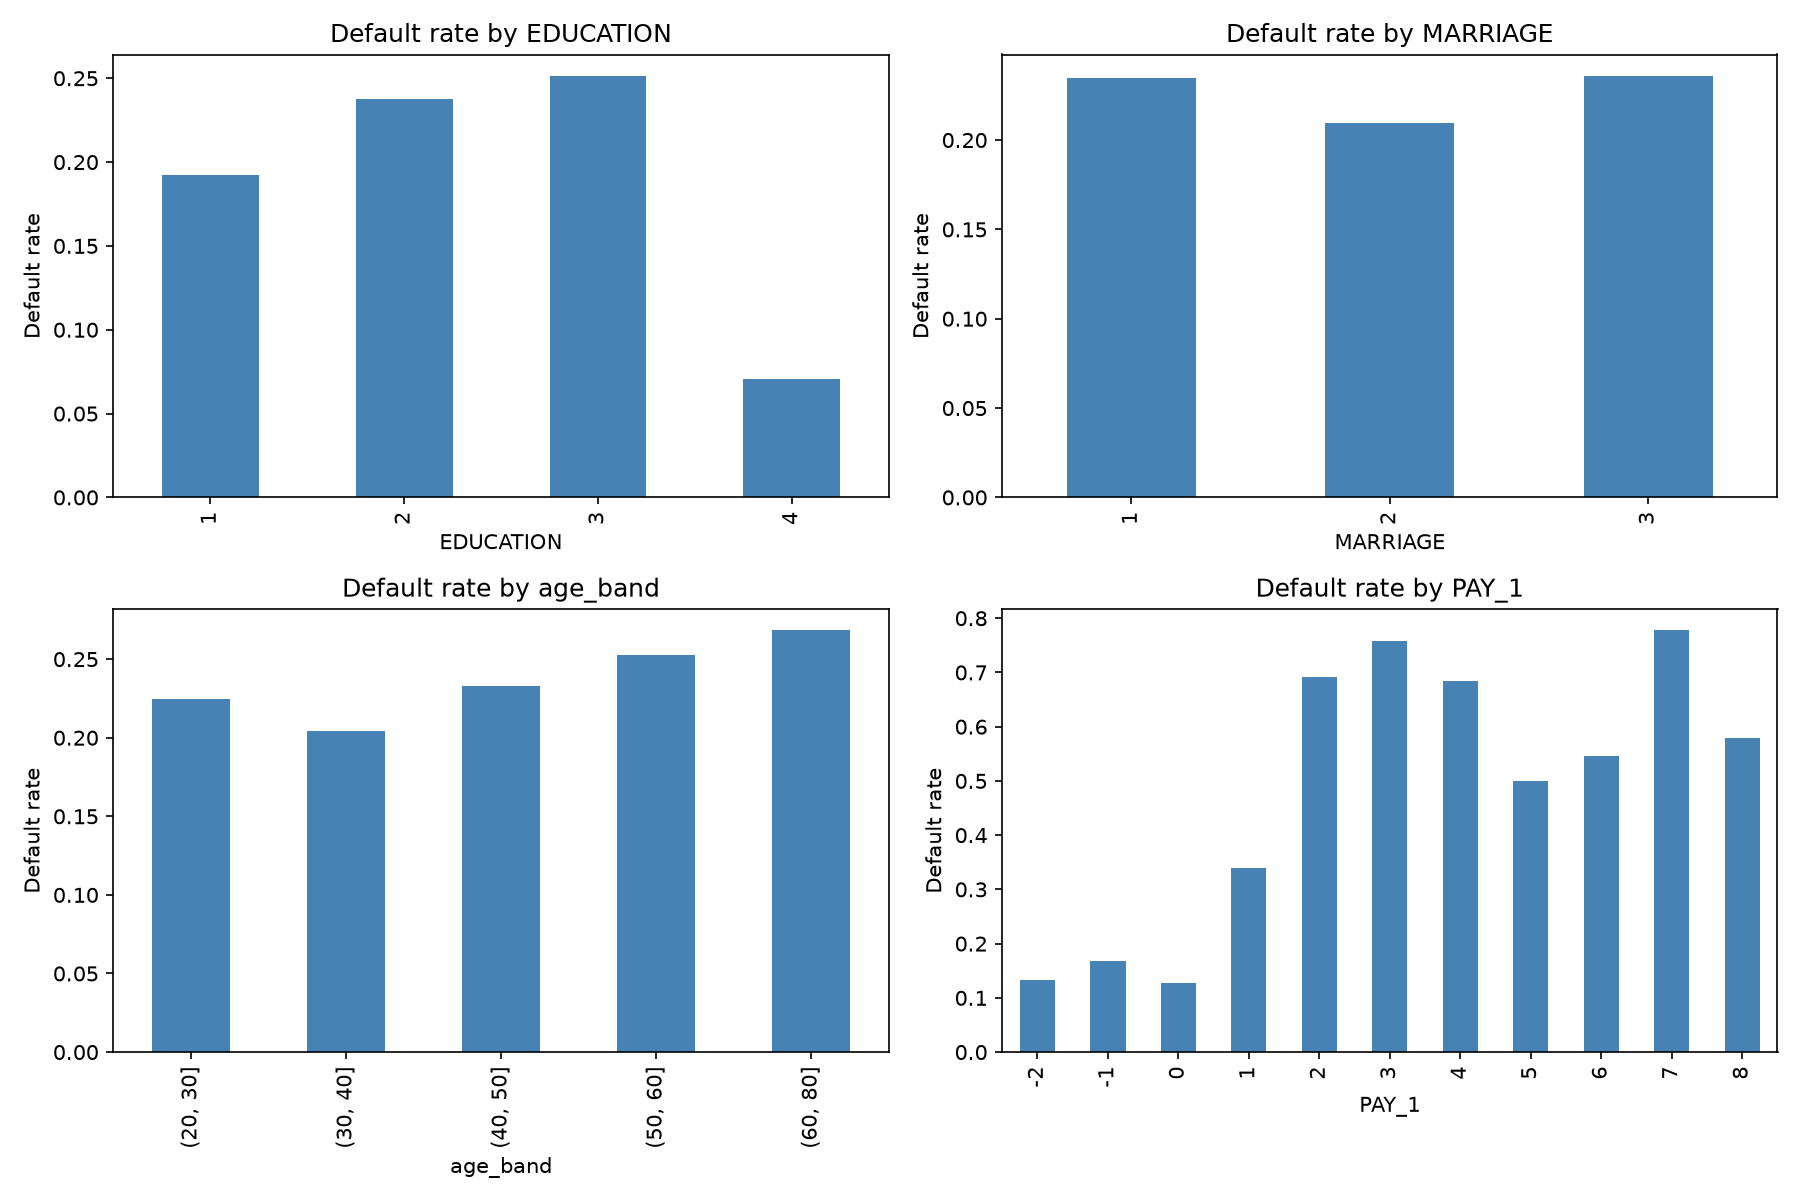 Default rate by EDUCATION
Default rate
0.25
0.20
0.15
0.10
0.05
0.00
1 2 3 4
EDUCATION
Default rate by MARRIAGE
Default rate
0.20
0.15
0.10
0.05
0.00
1 2 3
MARRIAGE
Default rate by age_band
Default rate
0.25
0.20
0.15
0.10
0.05
0.00
(20, 30] (30, 40] (40, 50] (50, 60] (60, 80]
age_band
Default rate by PAY_1
Default rate
0.8
0.7
0.6
0.5
0.4
0.3
0.2
0.1
0.0
-2 -1 0 1 2 3 4 5 6 7 8
PAY_1